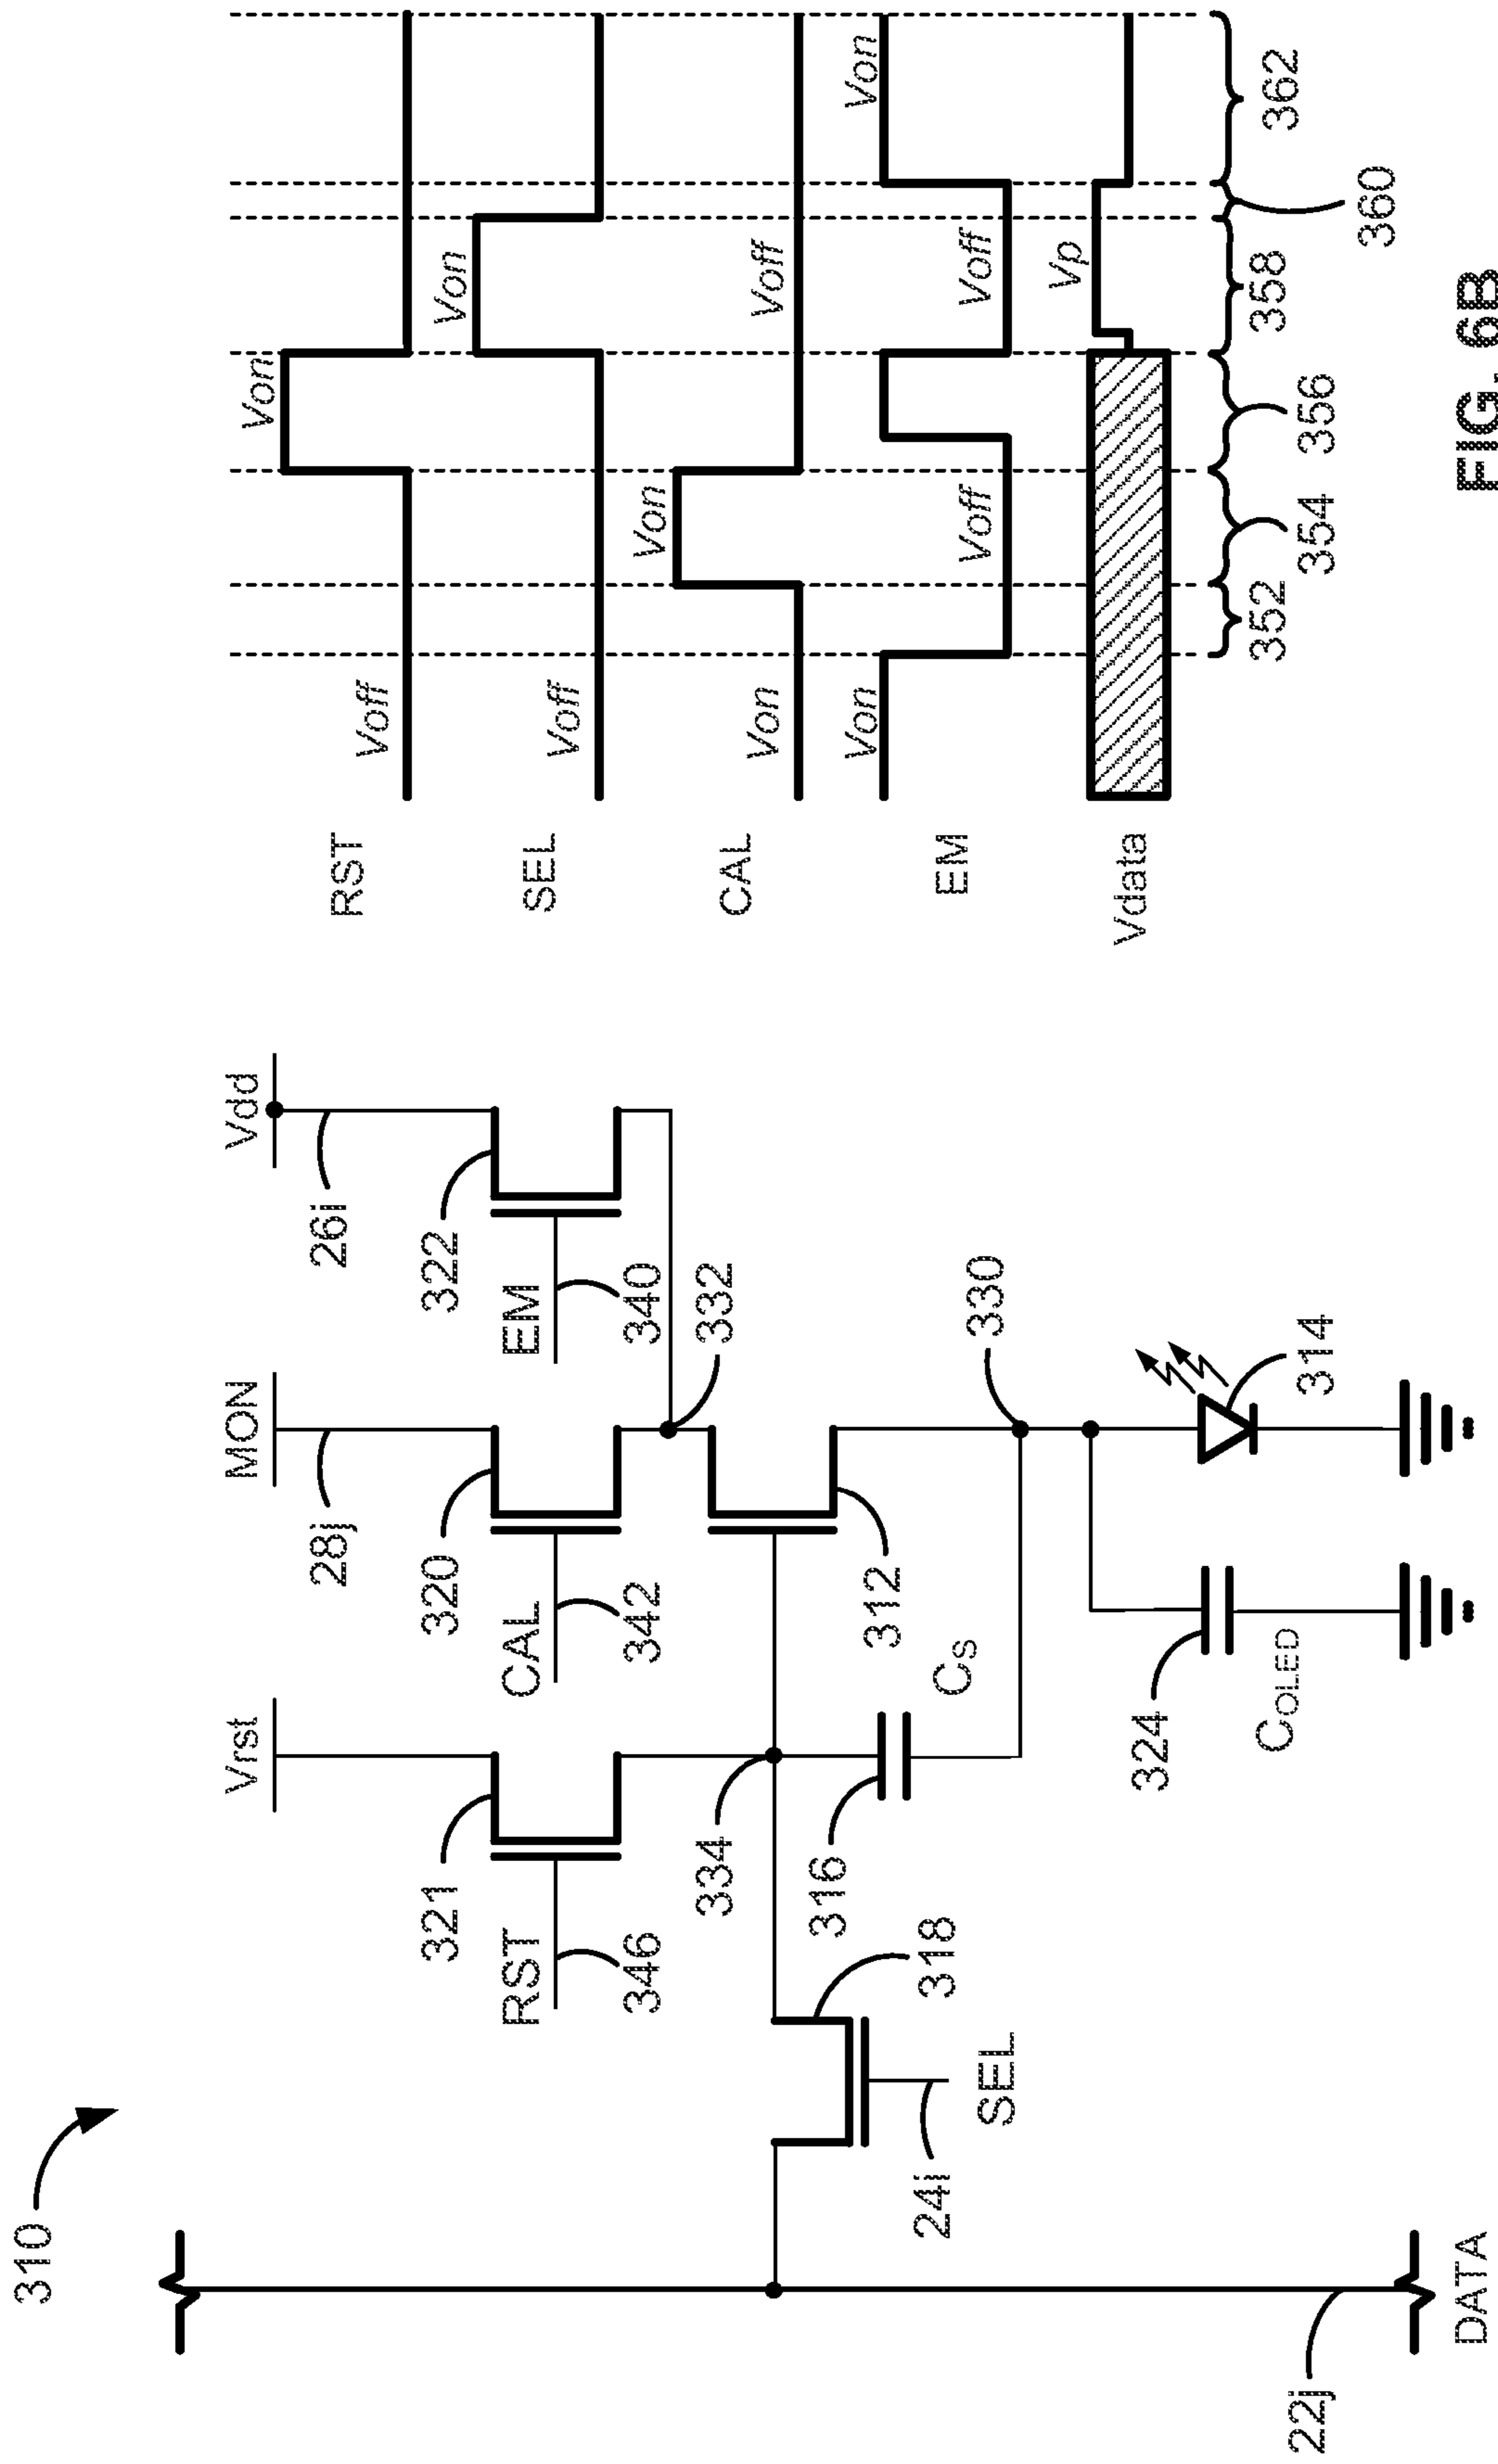 310
Vrst
MON
Vdd
321
28j
26i
320
322
RST
CAL
EM
346
342
340
334
332
316
318
312
Cs
330
24i
SEL
324
COLED
314
22j
DATA
RST
Voff
Von
SEL
Voff
Von
CAL
Von
Von
Voff
EM
Von
Voff
Voff
Von
Vdata
Vp
352
354
356
358
360
362
FIG. 6B